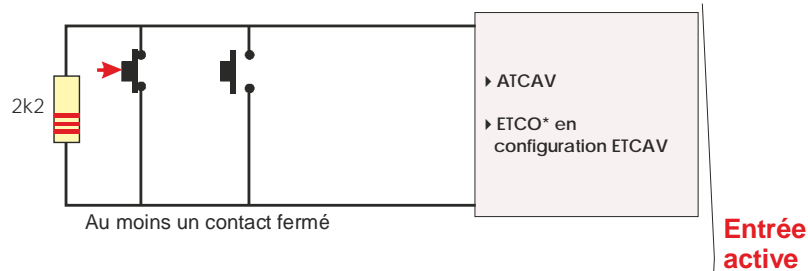 2k2
▸ ATCAV
▸ ETCO* en
configuration ETCAV
Au moins un contact fermé
Entrée
active